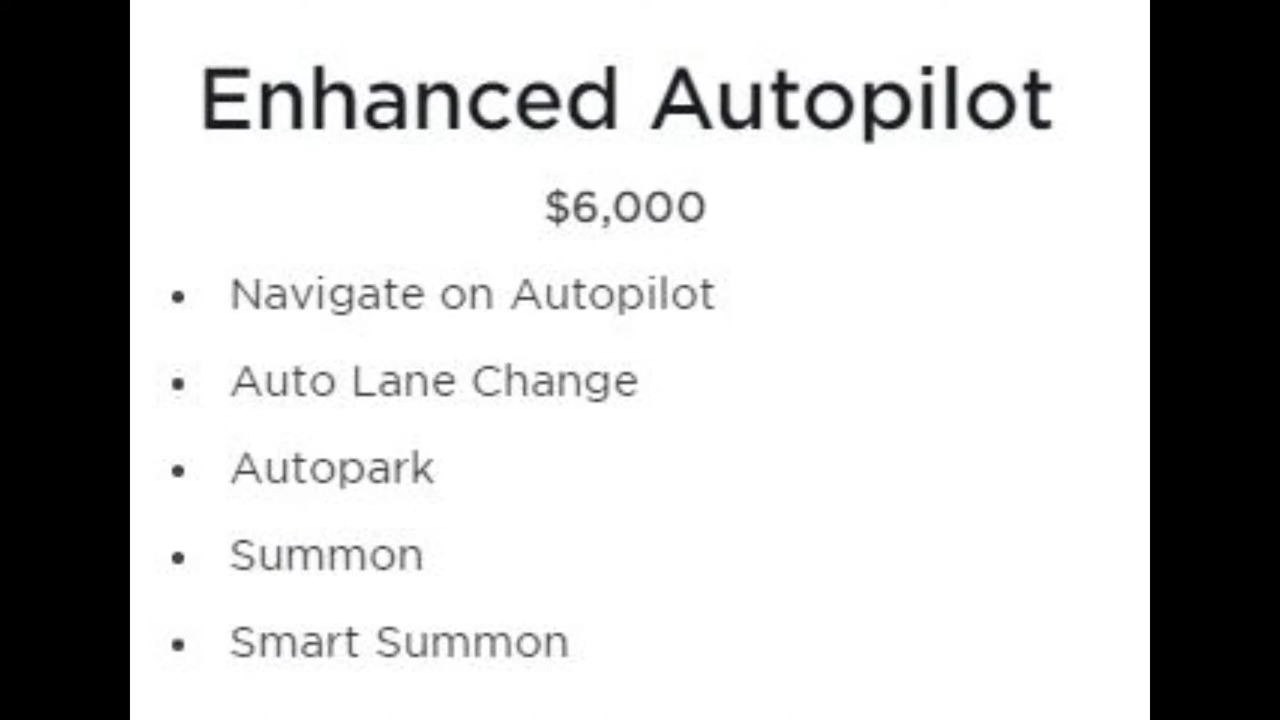 Enhanced Autopilot
$6,000
• Navigate on Autopilot
• Auto Lane Change
• Autopark
• Summon
• Smart Summon